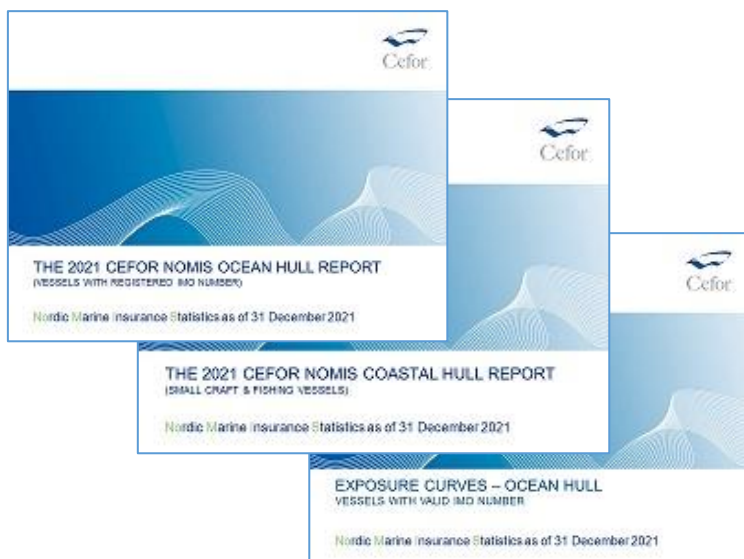 Cefor
THE 2021 CEFOR NOMIS OCEAN HULL REPORT
(VESSELS WITH REGISTERED IMO NUMBER)
Nordic Marine Insurance Statistics as of 31 December 2021
Cefor
THE 2021 CEFOR NOMIS COASTAL HULL REPORT
(SMALL CRAFT & FISHING VESSELS)
Nordic Marine Insurance Statistics as of 31 December 2021
Cefor
EXPOSURE CURVES – OCEAN HULL
VESSELS WITH VALID IMO NUMBER
Nordic Marine Insurance Statistics as of 31 December 2021